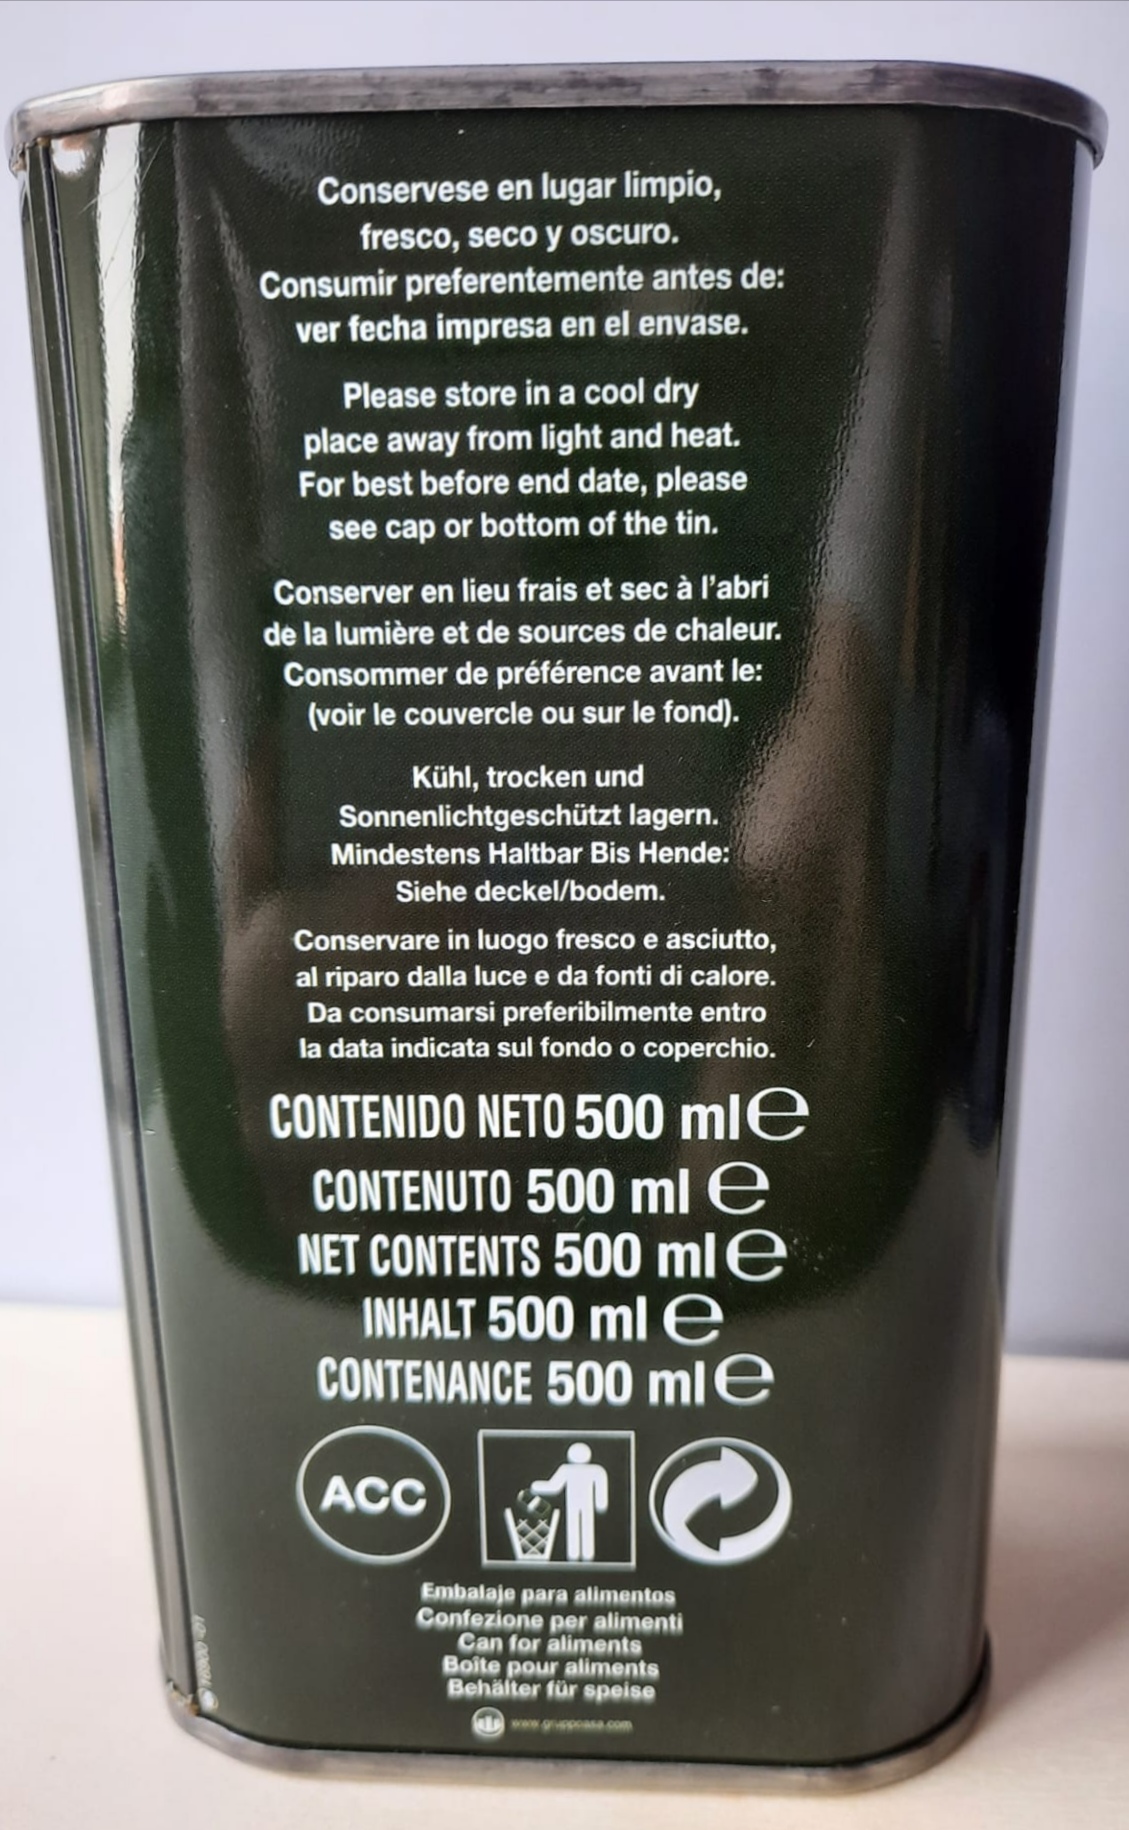 Conservese en lugar limpio,
fresco, seco y oscuro.
Consumir preferentemente antes de:
ver fecha impresa en el envase.
Please store in a cool dry
place away from light and heat.
For best before end date, please
see cap or bottom of the tin.
Conserver en lieu frais et sec à l'abri
de la lumière et de sources de chaleur.
Consommer de préférence avant le:
(voir le couvercle ou sur le fond).
Kühl, trocken und
Sonnenlichtgeschützt lagern.
Mindestens Haltbar Bis Hende:
Siehe deckel/bodem.
Conservare in luogo fresco e asciutto,
al riparo dalla luce e da fonti di calore.
Da consumarsi preferibilmente entro
la data indicata sul fondo o coperchio.
CONTENIDO NETO 500 ml e
CONTENUTO 500 ml e
NET CONTENTS 500 ml e
INHALT 500 ml e
CONTENANCE 500 ml e
ACC
Embalaje para alimentos
Confezione per alimenti
Can for aliments
Boîte pour aliments
Behälter für speise